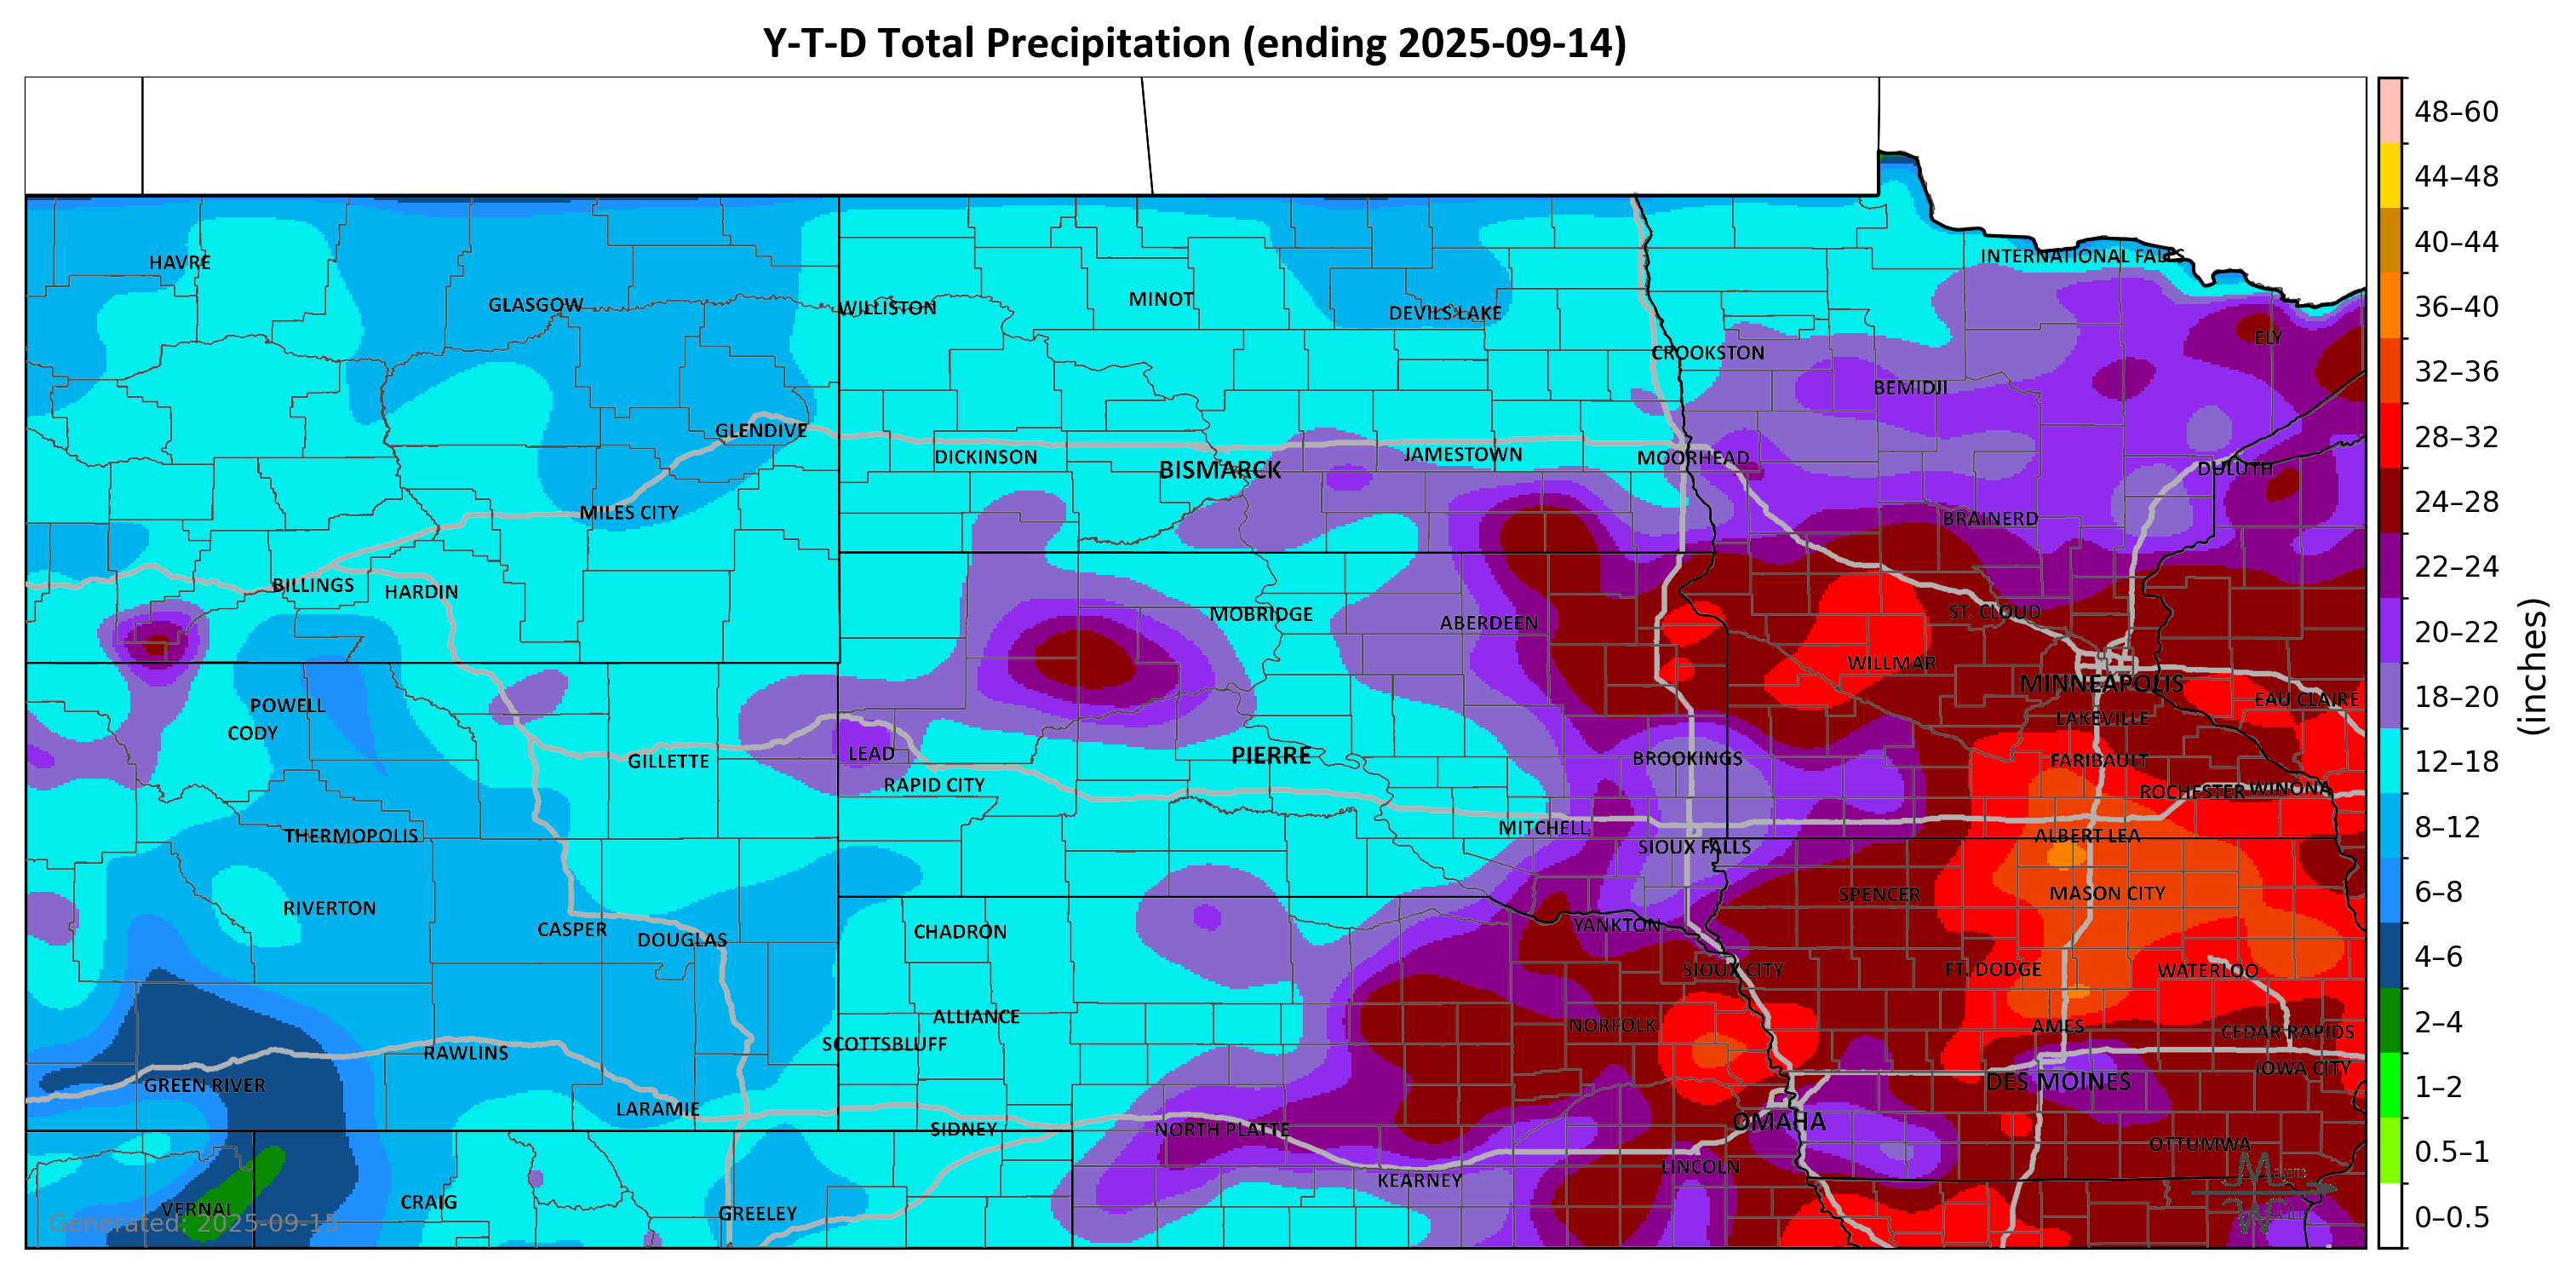 Y-T-D Total Precipitation (ending 2025-09-14)
48–60
44–48
40–44
36–40
32–36
28–32
24–28
22–24
20–22
18–20
12–18
8–12
6–8
4–6
2–4
1–2
0.5–1
0–0.5
(inches)
HAVRE
INTERNATIONAL FALLS
GLASGOW
WILLISTON
MINOT
DEVILS LAKE
ELY
CROOKSTON
BEMIDJI
GLENDIVE
DICKINSON
BISMARCK
JAMESTOWN
MOORHEAD
DULUTH
MILES CITY
BRAINERD
BILLINGS
HARDIN
MOBRIDGE
ABERDEEN
ST. CLOUD
WILLMAR
MINNEAPOLIS
EAU CLAIRE
POWELL
CODY
LAKEVILLE
GILLETTE
LEAD
PIERRE
BROOKINGS
FARIBAULT
RAPID CITY
ROCHESTER
WINONA
THERMOPOLIS
MITCHELL
SIOUX FALLS
ALBERT LEA
RIVERTON
SPENCER
MASON CITY
CASPER
DOUGLAS
CHADRON
YANKTON
SIOUX CITY
FT. DODGE
WATERLOO
ALLIANCE
NORFOLK
AMES
CEDAR RAPIDS
SCOTTSBLUFF
RAWLINS
IOWA CITY
GREEN RIVER
DES MOINES
LARAMIE
SIDNEY
NORTH PLATTE
OMAHA
OTTUMWA
LINCOLN
KEARNEY
CRAIG
VERNAL
GREELEY
Generated: 2025-09-15